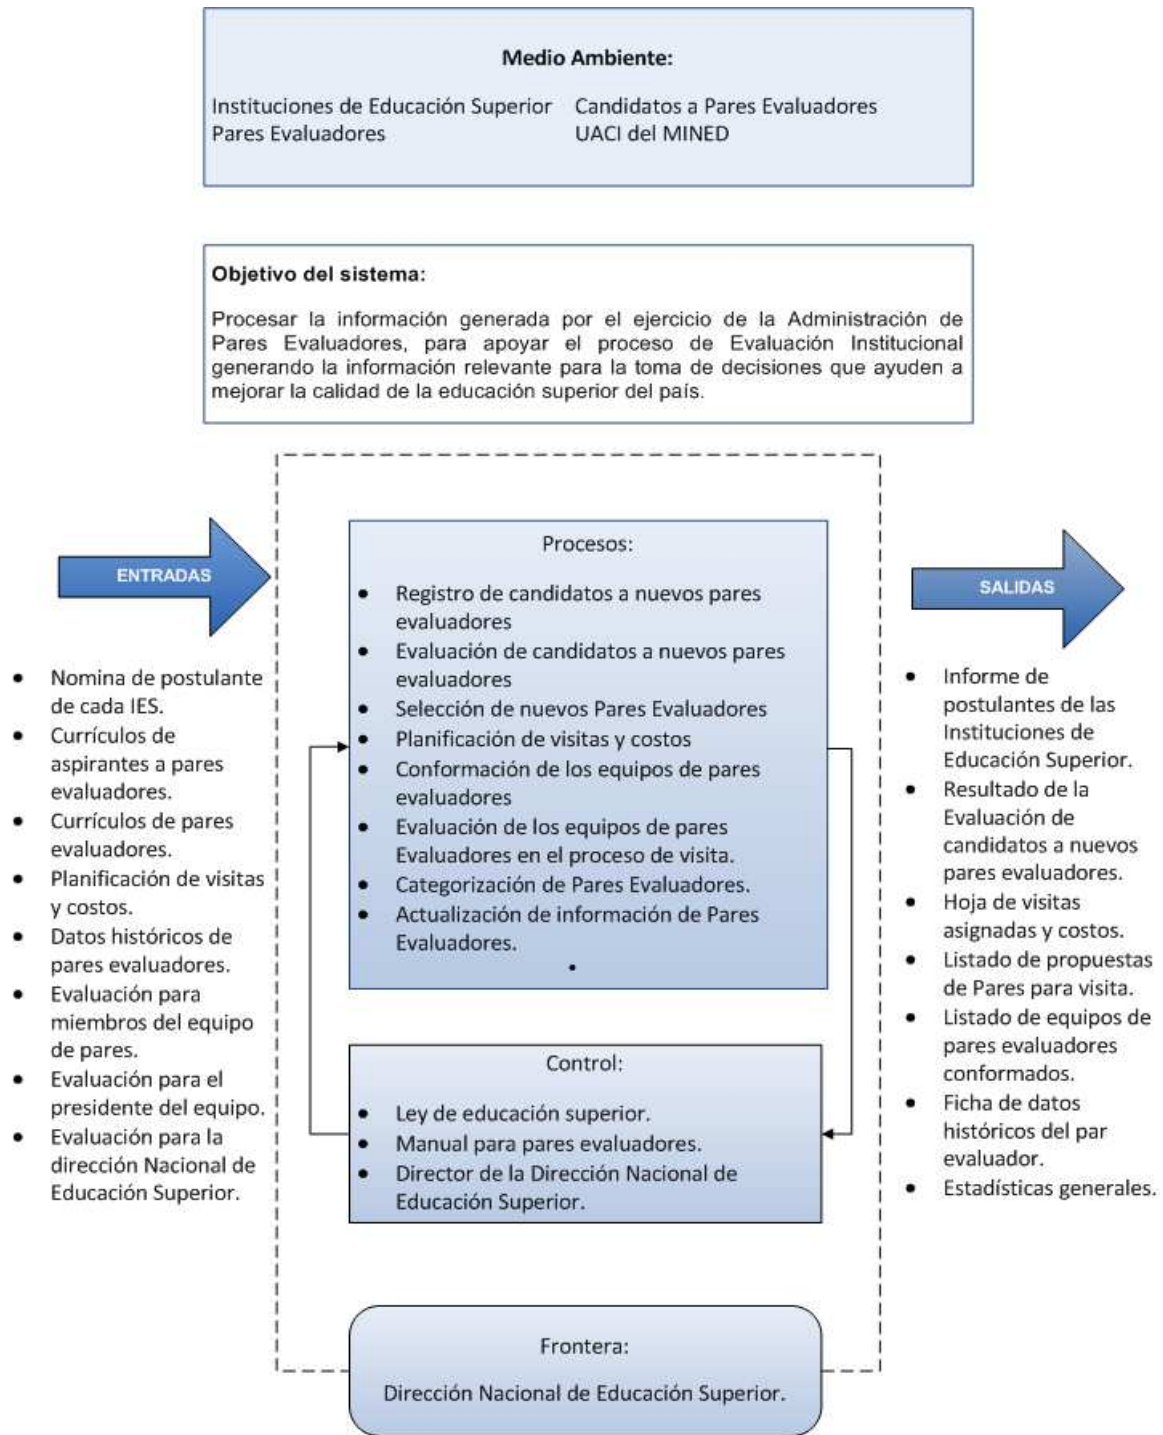 Medio Ambiente:
Instituciones de Educación Superior Candidatos a Pares Evaluadores
Pares Evaluadores UACI del MINED
Objetivo del sistema:
Procesar la información generada por el ejercicio de la Administración de
Pares Evaluadores, para apoyar el proceso de Evaluación Institucional
generando la información relevante para la toma de decisiones que ayuden a
mejorar la calidad de la educación superior del país.
ENTRADAS
• Nomina de postulante
de cada IES.
• Currículos de
aspirantes a pares
evaluadores.
• Currículos de pares
evaluadores.
• Planificación de visitas
y costos.
• Datos históricos de
pares evaluadores.
• Evaluación para
miembros del equipo
de pares.
• Evaluación para el
presidente del equipo.
• Evaluación para la
dirección Nacional de
Educación Superior.
Procesos:
• Registro de candidatos a nuevos pares
evaluadores
• Evaluación de candidatos a nuevos pares
evaluadores
• Selección de nuevos Pares Evaluadores
• Planificación de visitas y costos
• Conformación de los equipos de pares
evaluadores
• Evaluación de los equipos de pares
Evaluadores en el proceso de visita.
• Categorización de Pares Evaluadores.
• Actualización de información de Pares
Evaluadores.
•
Control:
• Ley de educación superior.
• Manual para pares evaluadores.
• Director de la Dirección Nacional de
Educación Superior.
Frontera:
Dirección Nacional de Educación Superior.
SALIDAS
• Informe de
postulantes de las
Instituciones de
Educación Superior.
• Resultado de la
Evaluación de
candidatos a nuevos
pares evaluadores.
• Hoja de visitas
asignadas y costos.
• Listado de propuestas
de Pares para visita.
• Listado de equipos de
pares evaluadores
conformados.
• Ficha de datos
históricos del par
evaluador.
• Estadísticas generales.